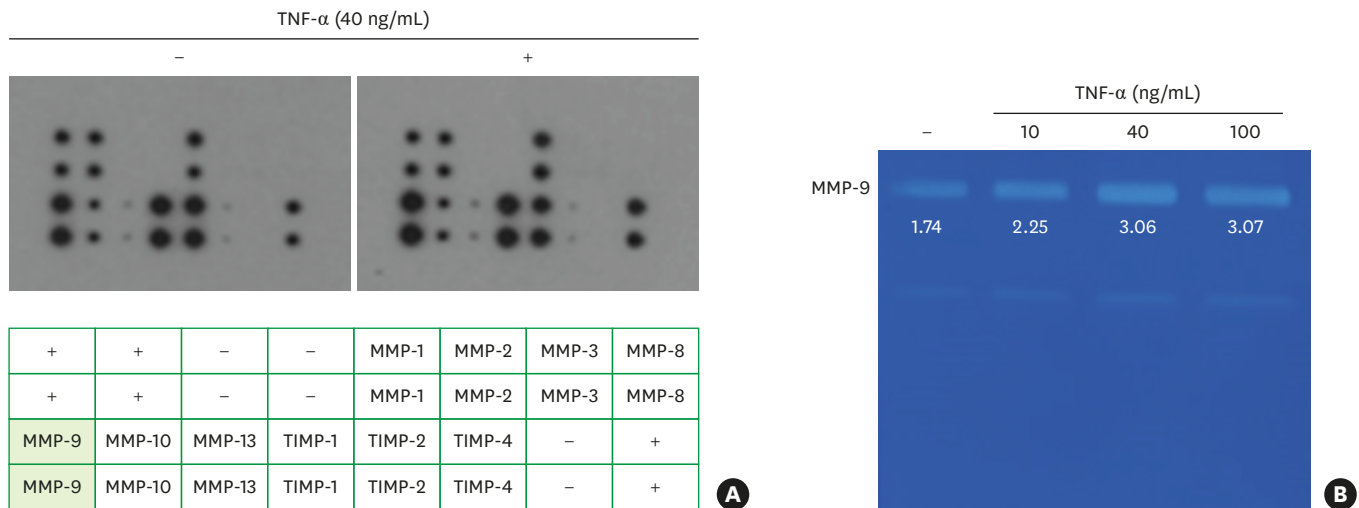 TNF-α (40 ng/mL)
– +
TNF-α (ng/mL)
– 10 40 100
MMP-9
1.74 2.25 3.06 3.07
+ + – – MMP-1 MMP-2 MMP-3 MMP-8
+ + – – MMP-1 MMP-2 MMP-3 MMP-8
MMP-9 MMP-10 MMP-13 TIMP-1 TIMP-2 TIMP-4 – +
MMP-9 MMP-10 MMP-13 TIMP-1 TIMP-2 TIMP-4 – +
A
B